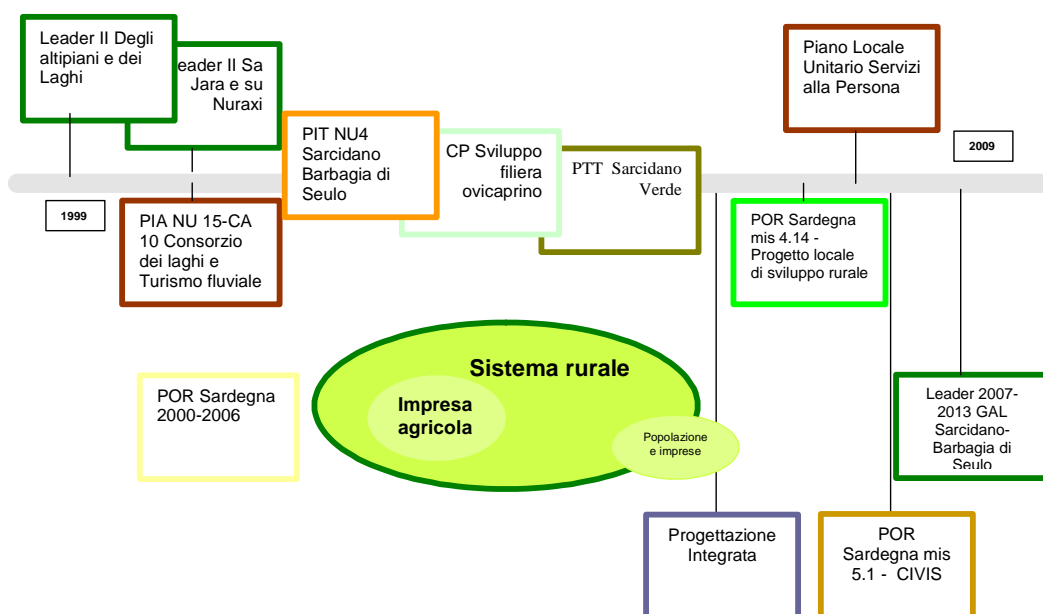 Leader II Degli
altipiani e dei
Laghi
eader II Sa
Jara e su
Nuraxi
PIT NU4
Sarcidano
Barbagia di
Seulo
CP Sviluppo
filiera
ovicaprino
PTT Sarcidano
Verde
Piano Locale
Unitario Servizi
alla Persona
2009
1999
PIA NU 15-CA
10 Consorzio
dei laghi e
Turismo fluviale
POR Sardegna
mis 4.14 -
Progetto locale
di sviluppo rurale
POR Sardegna
2000-2006
Sistema rurale
Impresa
agricola
Popolazione
e imprese
Leader 2007-
2013 GAL
Sarcidano-
Barbagia di
Seulo
Progettazione
Integrata
POR
Sardegna mis
5.1 - CIVIS